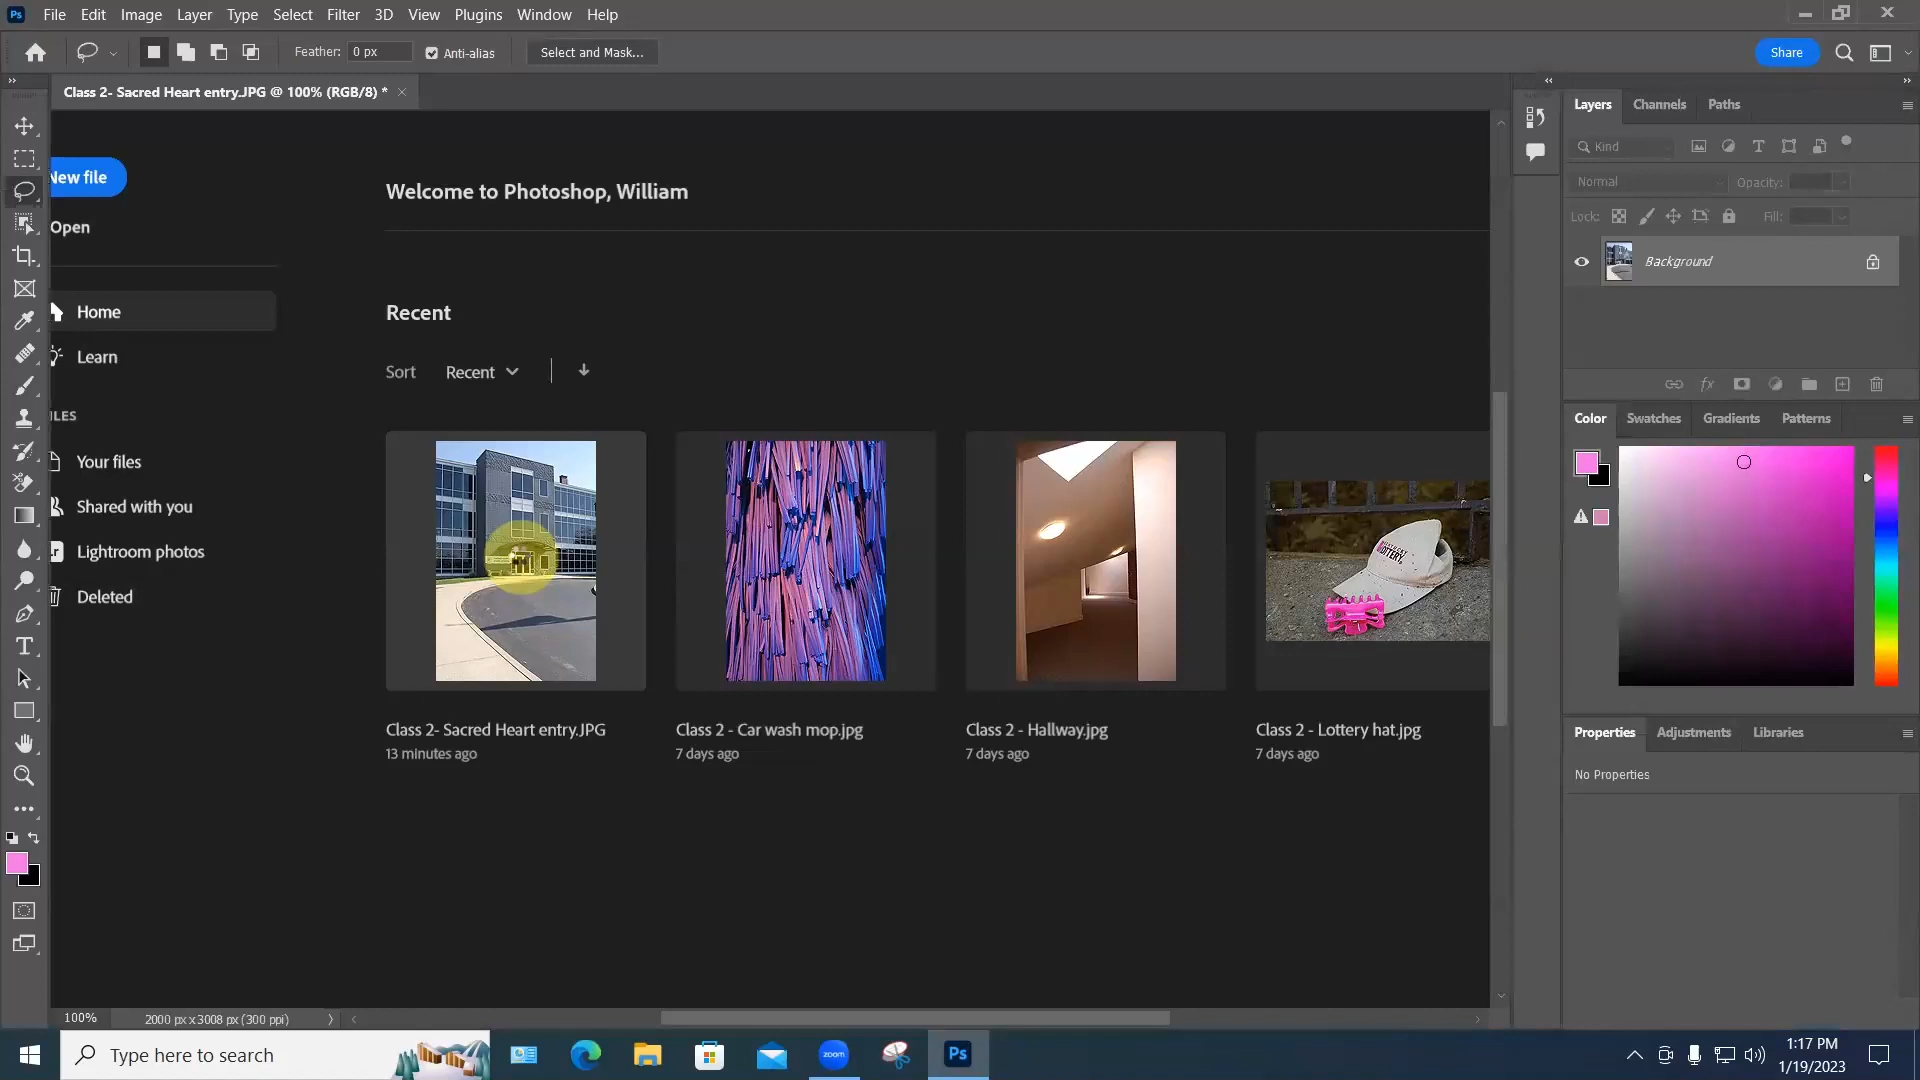 Ps File Edit Image Layer Type Select Filter 3D View Plugins Window Help
Feather: 0 px Anti-alias Select and Mask... Share
Class 2- Sacred Heart entry.JPG @ 100% (RGB/8) * ×
Layers Channels Paths
Kind
Normal Opacity:
Lock: Fill:
Background
New file
Open
Home
Learn
ILES
Your files
Shared with you
Lightroom photos
Deleted
Welcome to Photoshop, William
Recent
Sort Recent
Class 2- Sacred Heart entry.JPG
13 minutes ago
Class 2 - Car wash mop.jpg
7 days ago
Class 2 - Hallway.jpg
7 days ago
Class 2 - Lottery hat.jpg
7 days ago
LOTTERY
Color Swatches Gradients Patterns
Properties Adjustments Libraries
No Properties
100% 2000 px x 3008 px (300 ppi)
Type here to search
zoom
Ps
1:17 PM
1/19/2023